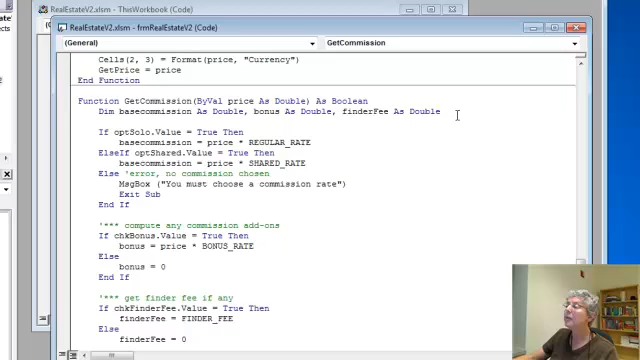 RealEstateV2.xlsm - ThisWorkbook (Code)
RealEstateV2.xlsm - frmRealEstateV2 (Code)
(General) GetCommission
Cells(2, 3) = Format(price, "Currency")
GetPrice = price
End Function
Function GetCommission(ByVal price As Double) As Boolean
Dim basecommission As Double, bonus As Double, finderFee As Double
If optSolo.Value = True Then
basecommission = price * REGULAR_RATE
ElseIf optShared.Value = True Then
basecommission = price * SHARED_RATE
Else 'error, no commission chosen
MsgBox ("You must choose a commission rate")
Exit Sub
End If
'*** compute any commission add-ons
If chkBonus.Value = True Then
bonus = price * BONUS_RATE
Else
bonus = 0
End If
'*** get finder fee if any
If chkFinderFee.Value = True Then
finderFee = FINDER_FEE
Else
finderFee = 0